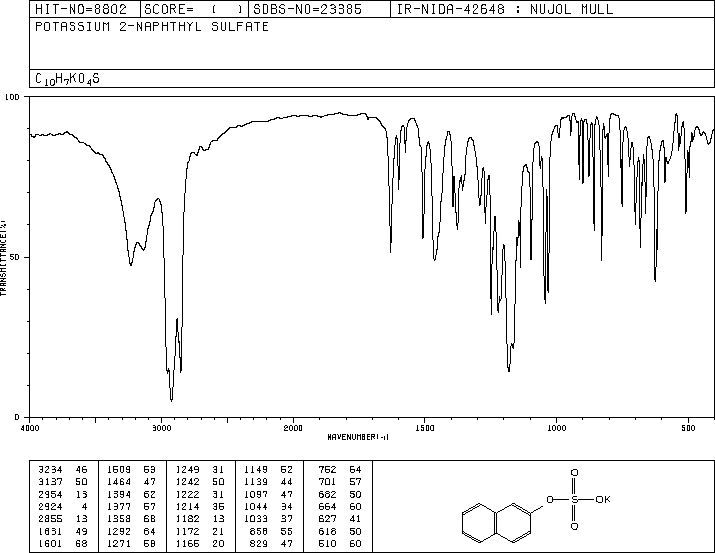 HIT-NO=8802 SCORE= ( ) SDBS-NO=23385 IR-NIDA-42648 : NUJOL MULL
POTASSIUM 2-NAPHTHYL SULFATE
C10H7KO4S
100
50
0
TRANSMITTANCE(%)
4000 3000 2000 1500 1000 500
WAVENUMBER(-1)
3234 46 1509 53 1249 31 1149 62 752 64
3137 50 1464 47 1242 50 1139 44 701 57
2954 13 1394 62 1222 31 1097 47 682 50
2924 4 1377 57 1214 35 1044 34 664 60
2855 13 1358 68 1182 13 1033 37 627 41
1631 49 1292 64 1172 21 858 55 618 50
1601 68 1271 58 1165 20 829 47 510 60
O
O S OK
O